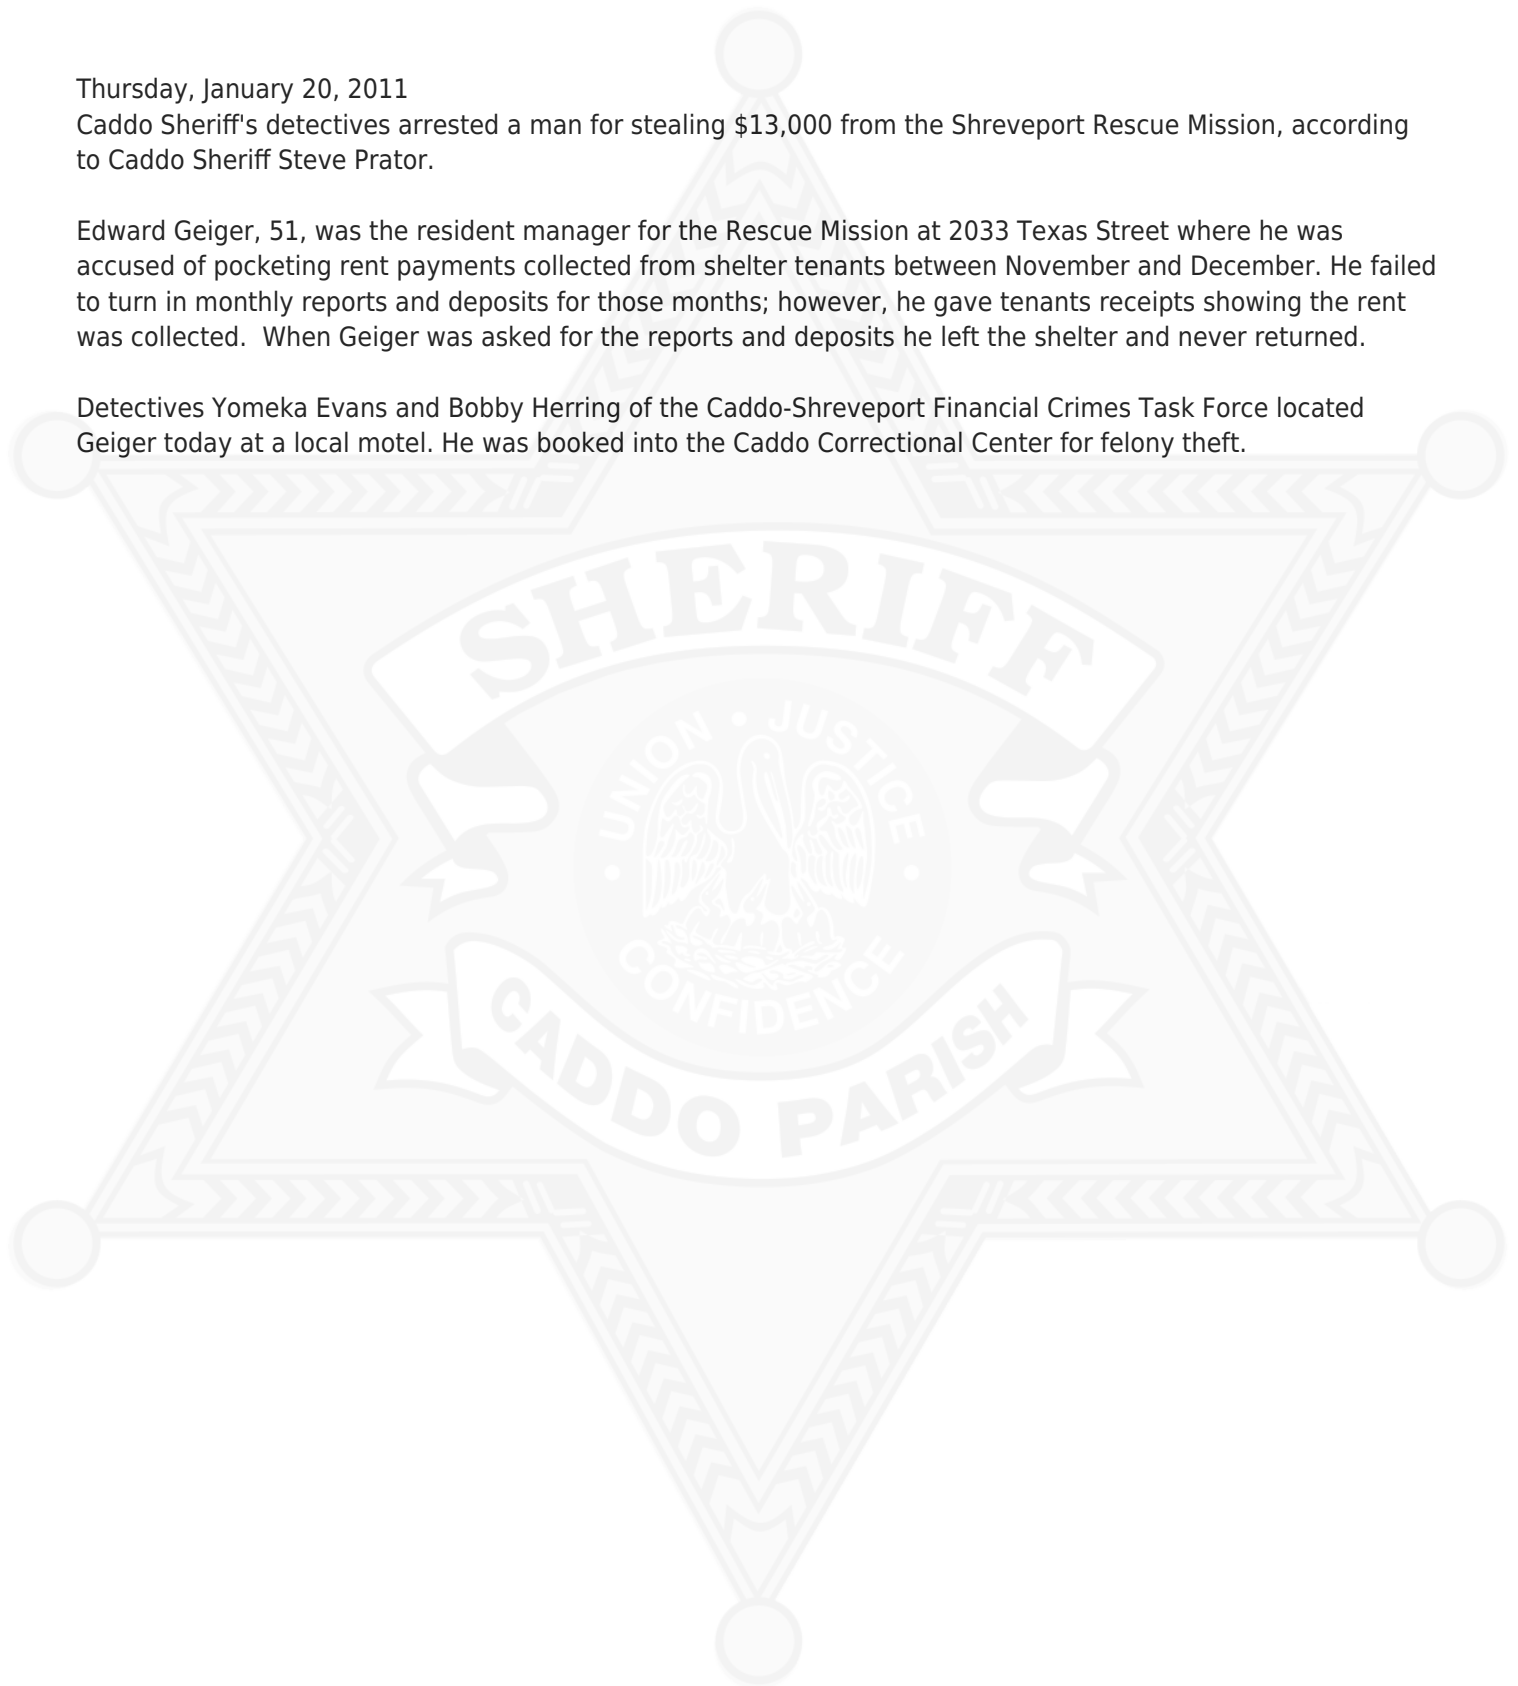 Thursday, January 20, 2011
Caddo Sheriff's detectives arrested a man for stealing $13,000 from the Shreveport Rescue Mission, according
to Caddo Sheriff Steve Prator.
Edward Geiger, 51, was the resident manager for the Rescue Mission at 2033 Texas Street where he was
accused of pocketing rent payments collected from shelter tenants between November and December. He failed
to turn in monthly reports and deposits for those months; however, he gave tenants receipts showing the rent
was collected.  When Geiger was asked for the reports and deposits he left the shelter and never returned.
Detectives Yomeka Evans and Bobby Herring of the Caddo-Shreveport Financial Crimes Task Force located
Geiger today at a local motel. He was booked into the Caddo Correctional Center for felony theft.
SHERIFF
UNION • JUSTICE
• CONFIDENCE •
CADDO PARISH